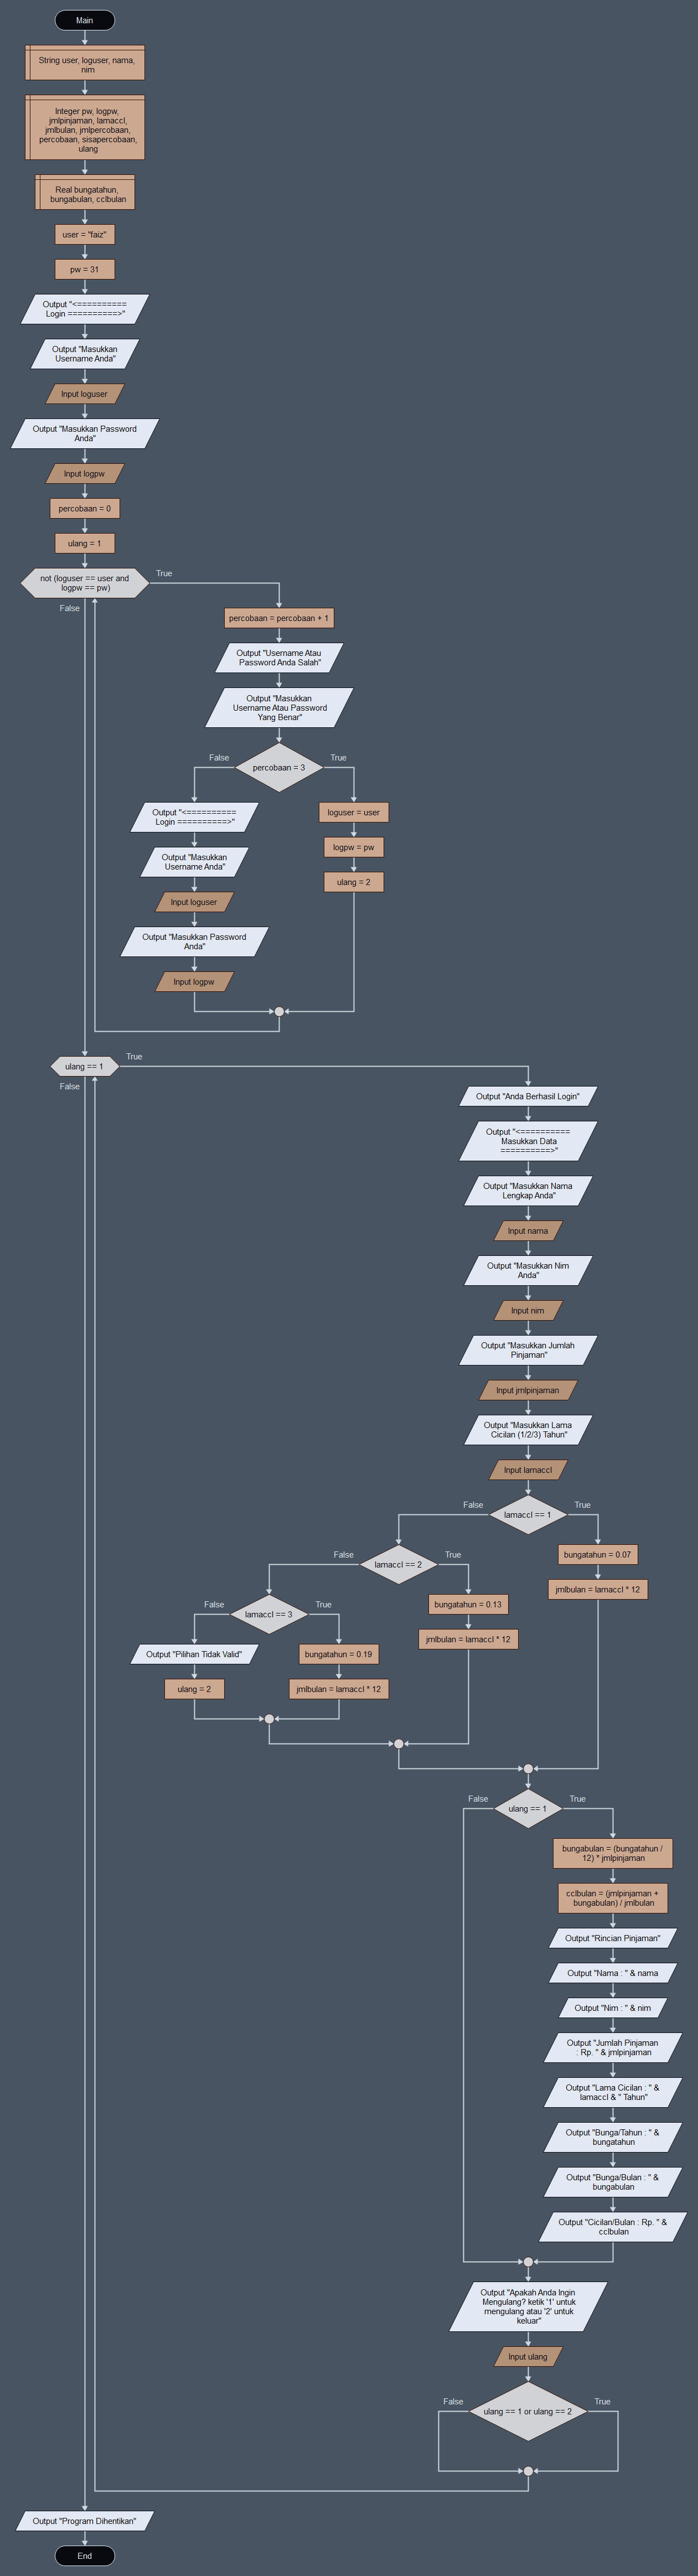 Main
String user, loguser, nama,
nim
Integer pw, logpw,
jmlpinjaman, lamaccl,
jmlbulan, jmlpercobaan,
percobaan, sisapercobaan,
ulang
Real bungatahun,
bungabulan, cclbulan
user = "faiz"
pw = 31
Output "<==========
Login ==========>"
Output "Masukkan
Username Anda"
Input loguser
Output "Masukkan Password
Anda"
Input logpw
percobaan = 0
ulang = 1
not (loguser == user and
logpw == pw)
True
False
percobaan = percobaan + 1
Output "Username Atau
Password Anda Salah"
Output "Masukkan
Username Atau Password
Yang Benar"
percobaan = 3
False
True
Output "<==========
Login ==========>"
Output "Masukkan
Username Anda"
Input loguser
Output "Masukkan Password
Anda"
Input logpw
loguser = user
logpw = pw
ulang = 2
ulang == 1
True
False
Output "Anda Berhasil Login"
Output "<==========
Masukkan Data
==========>"
Output "Masukkan Nama
Lengkap Anda"
Input nama
Output "Masukkan Nim
Anda"
Input nim
Output "Masukkan Jumlah
Pinjaman"
Input jmlpinjaman
Output "Masukkan Lama
Cicilan (1/2/3) Tahun"
Input lamaccl
lamaccl == 1
False
True
bungatahun = 0.07
jmlbulan = lamaccl * 12
lamaccl == 2
False
True
bungatahun = 0.13
jmlbulan = lamaccl * 12
lamaccl == 3
False
True
Output "Pilihan Tidak Valid"
ulang = 2
bungatahun = 0.19
jmlbulan = lamaccl * 12
ulang == 1
False
True
bungabulan = (bungatahun /
12) * jmlpinjaman
cclbulan = (jmlpinjaman +
bungabulan) / jmlbulan
Output "Rincian Pinjaman"
Output "Nama : " & nama
Output "Nim : " & nim
Output "Jumlah Pinjaman
: Rp. " & jmlpinjaman
Output "Lama Cicilan : " &
lamaccl & " Tahun"
Output "Bunga/Tahun : " &
bungatahun
Output "Bunga/Bulan : " &
bungabulan
Output "Cicilan/Bulan : Rp. " &
cclbulan
Output "Apakah Anda Ingin
Mengulang? ketik '1' untuk
mengulang atau '2' untuk
keluar"
Input ulang
ulang == 1 or ulang == 2
False
True
Output "Program Dihentikan"
End